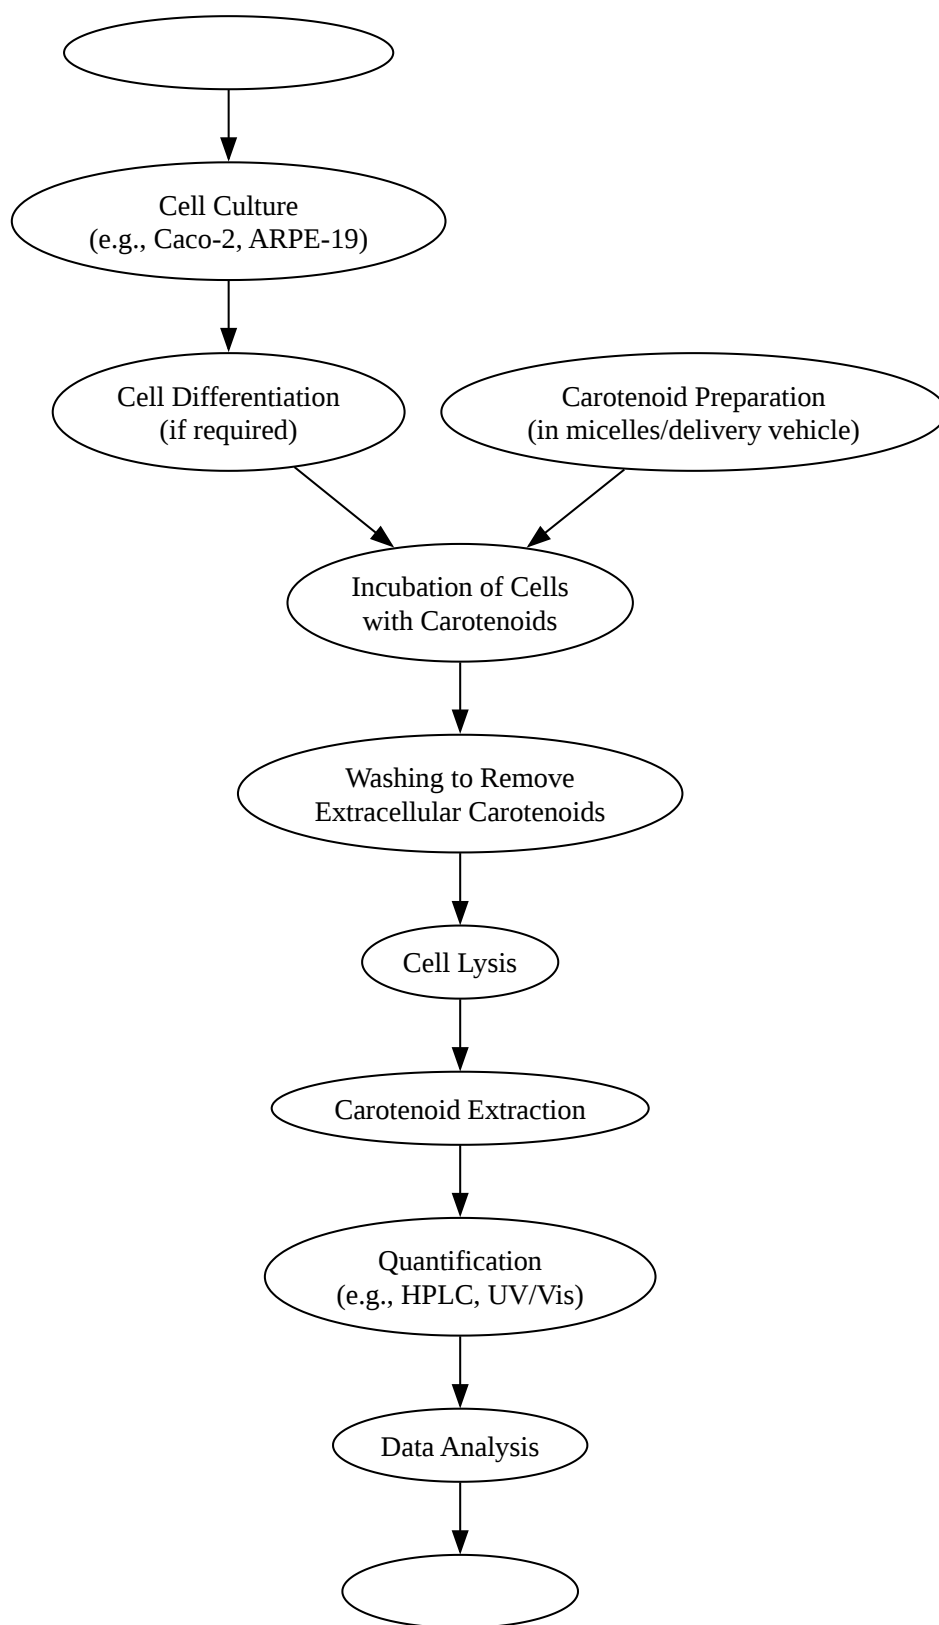 Cell Culture
(e.g., Caco-2, ARPE-19)
Cell Differentiation
(if required)
Carotenoid Preparation
(in micelles/delivery vehicle)
Incubation of Cells
with Carotenoids
Washing to Remove
Extracellular Carotenoids
Cell Lysis
Carotenoid Extraction
Quantification
(e.g., HPLC, UV/Vis)
Data Analysis